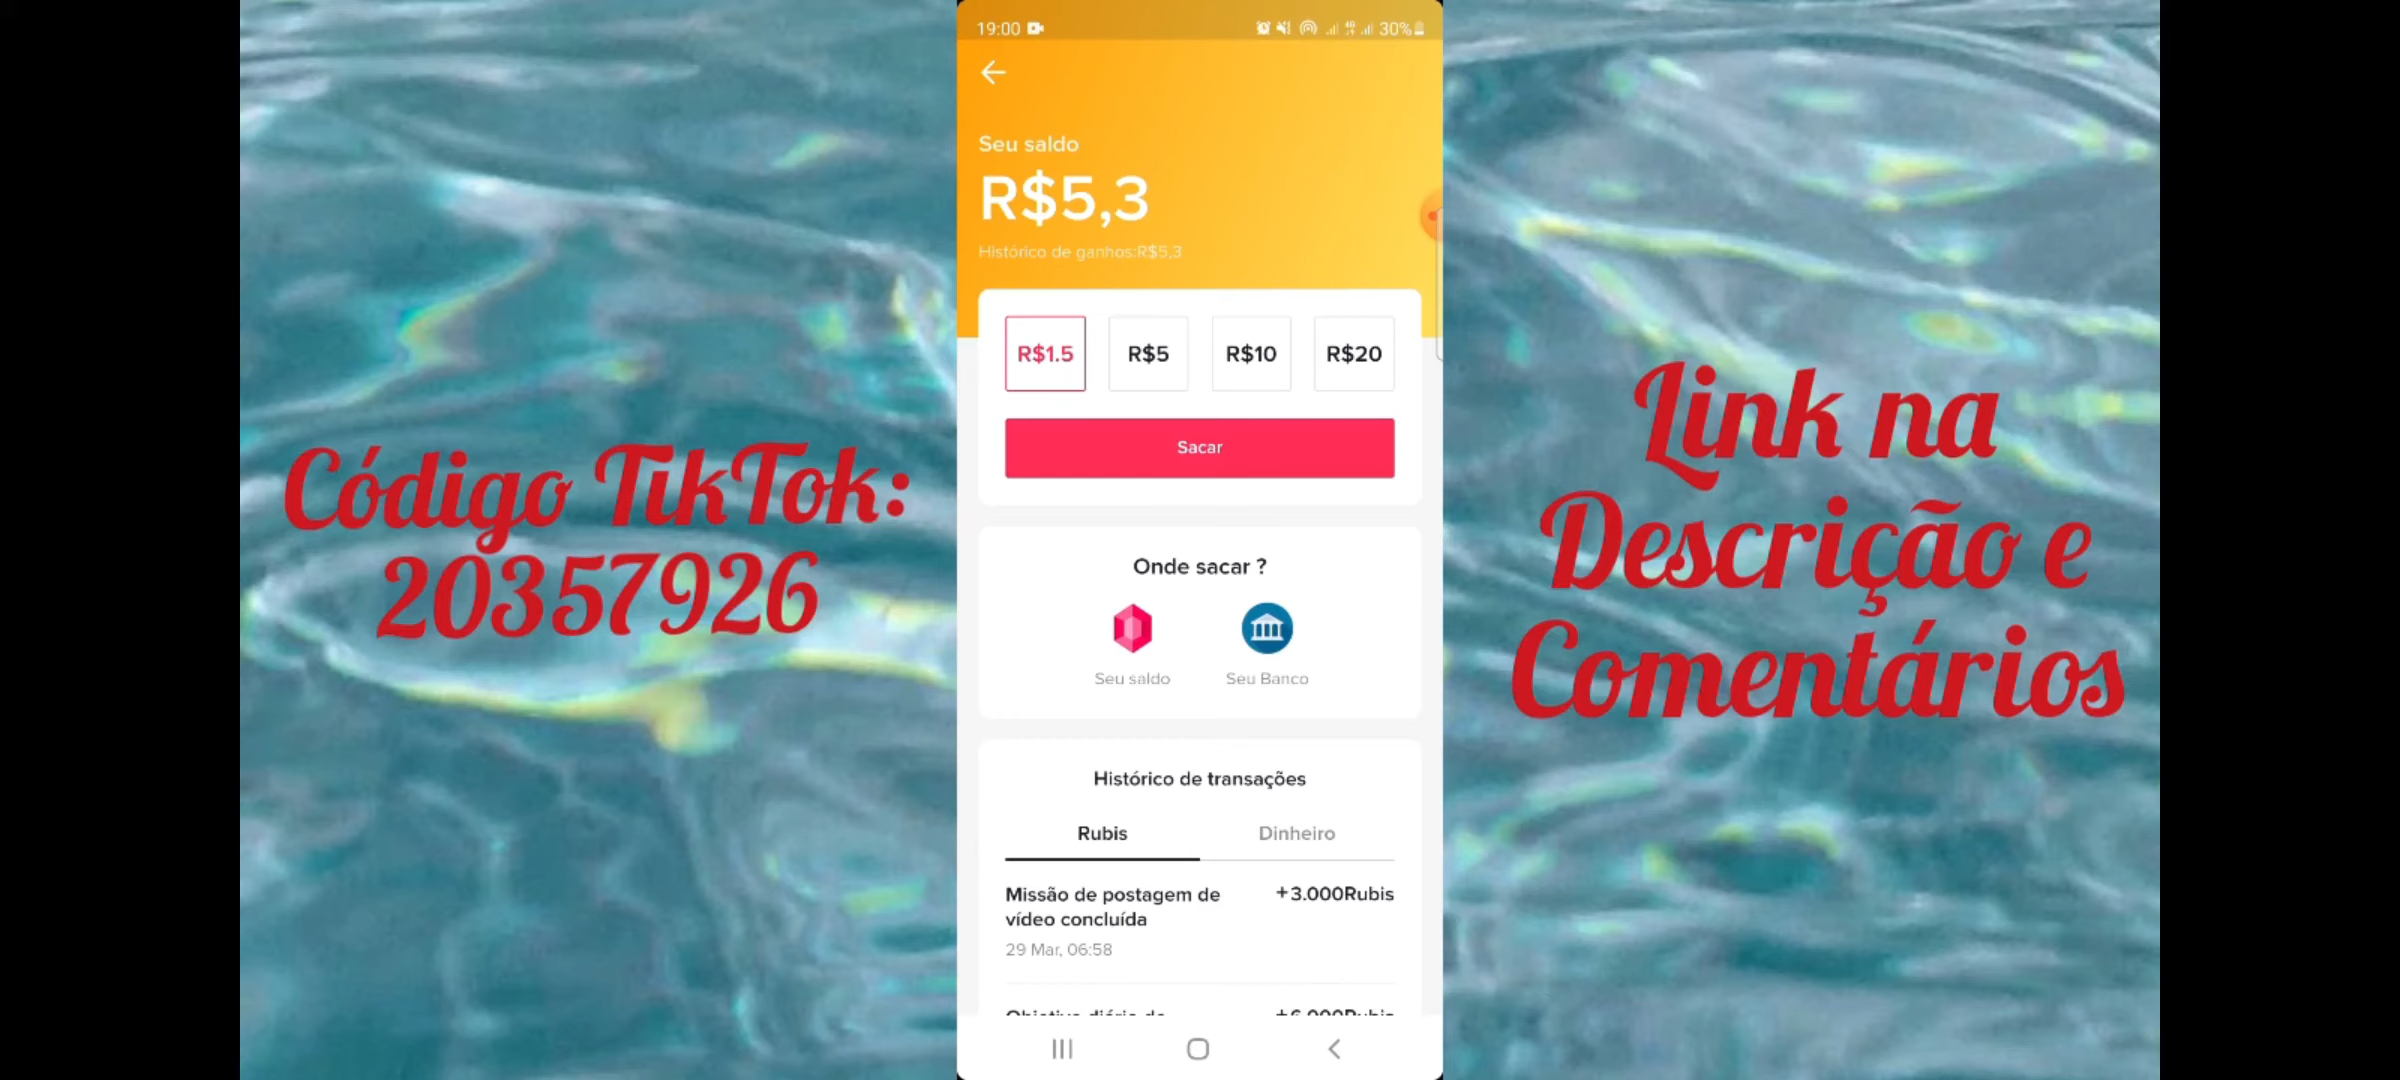 19:00
30%
Seu saldo
R$5,3
Histórico de ganhos:R$5,3
R$1.5 R$5 R$10 R$20
Sacar
Onde sacar ?
Seu saldo Seu Banco
Histórico de transações
Rubis Dinheiro
Missão de postagem de +3.000Rubis
vídeo concluída
29 Mar, 06:58
Código TikTok:
20357926
Link na
Descrição e
Comentários